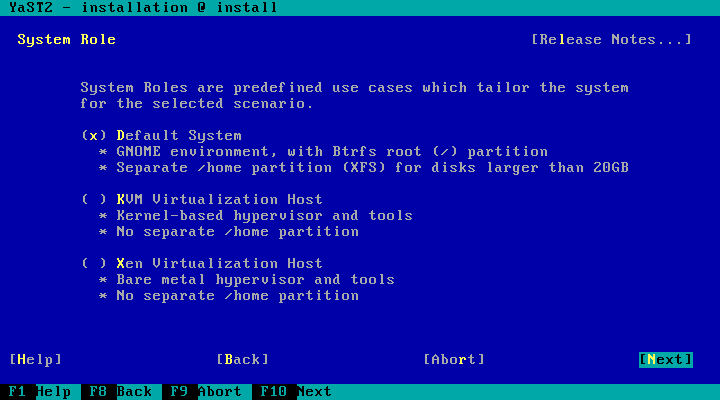 YaST2 - installation @ install
System Role [Release Notes...]
System Roles are predefined use cases which tailor the system
for the selected scenario.
(x) Default System
* GNOME environment, with Btrfs root (/) partition
* Separate /home partition (XFS) for disks larger than 20GB
( ) KVM Virtualization Host
* Kernel-based hypervisor and tools
* No separate /home partition
( ) Xen Virtualization Host
* Bare metal hypervisor and tools
* No separate /home partition
[Help] [Back] [Abort] [Next]
F1 Help F8 Back F9 Abort F10 Next